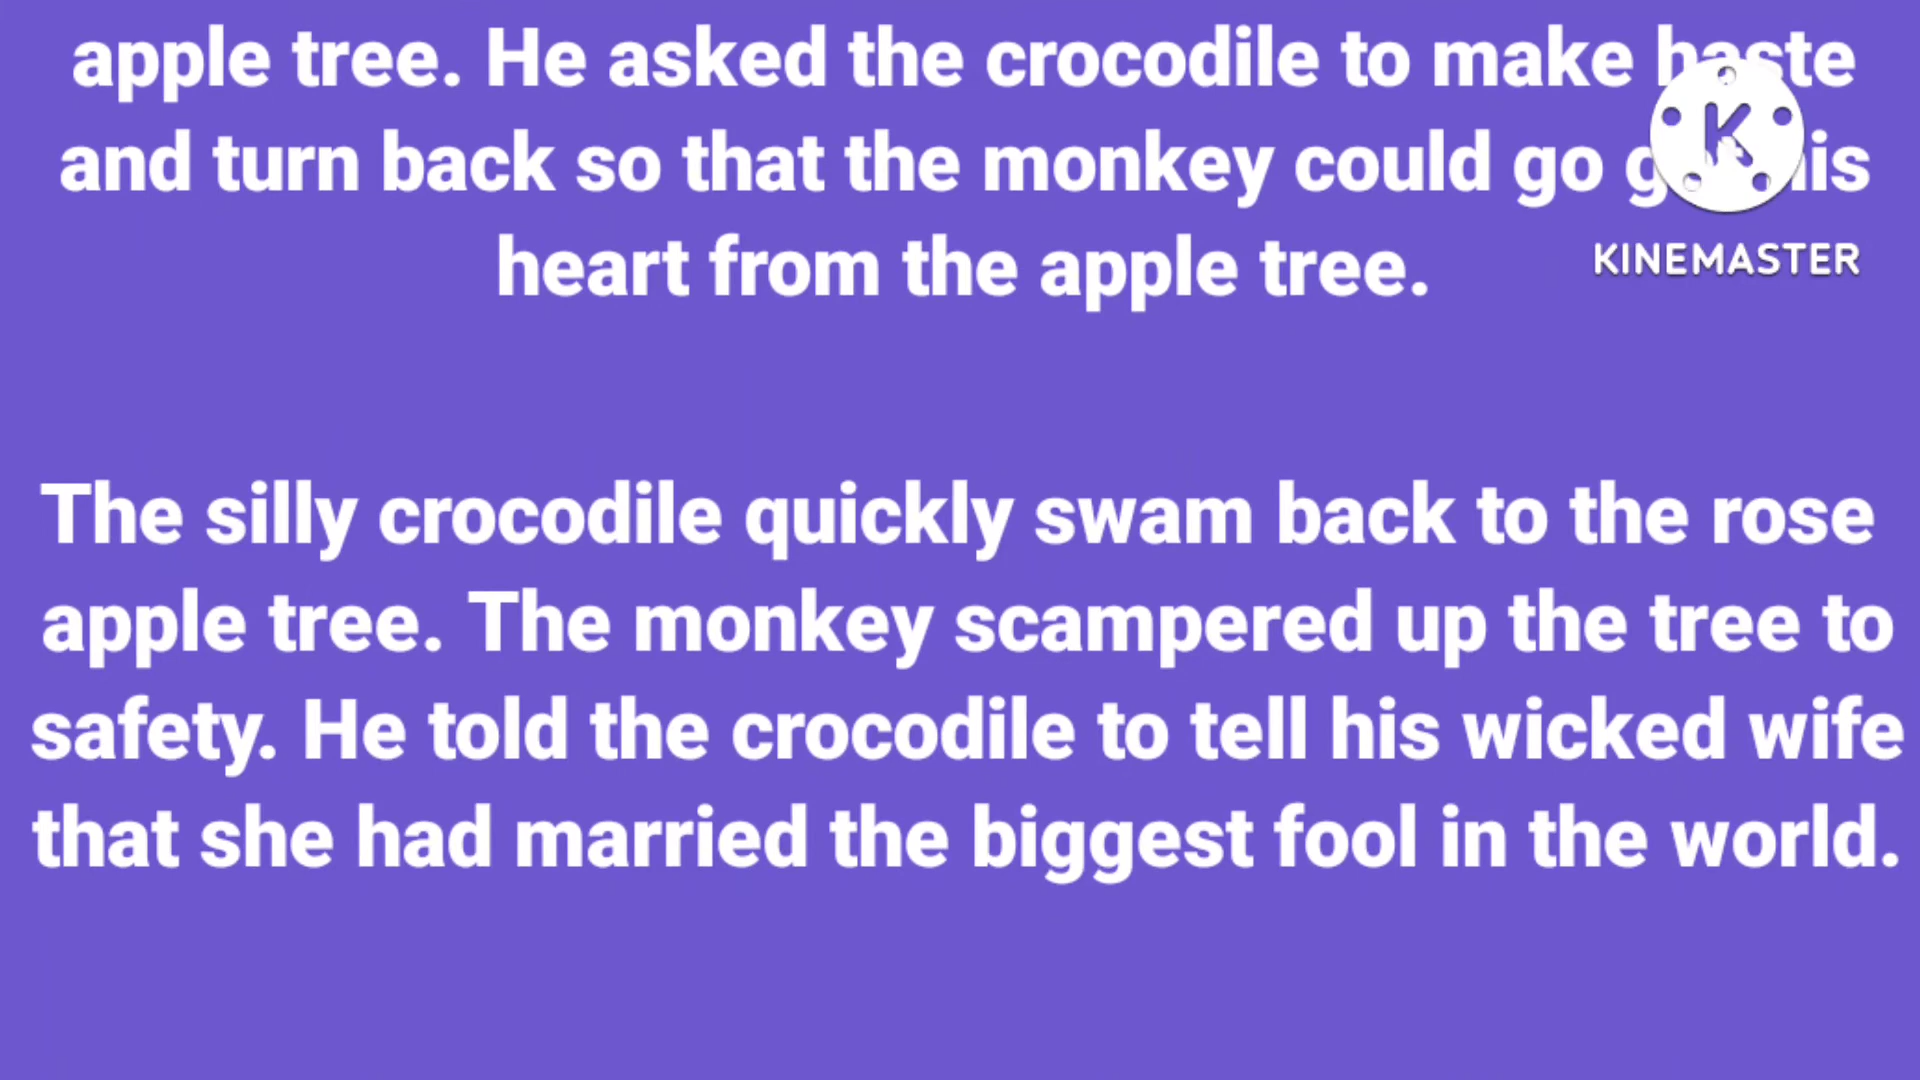 apple tree. He asked the crocodile to make haste
and turn back so that the monkey could go get his
heart from the apple tree.
KINEMASTER
The silly crocodile quickly swam back to the rose
apple tree. The monkey scampered up the tree to
safety. He told the crocodile to tell his wicked wife
that she had married the biggest fool in the world.